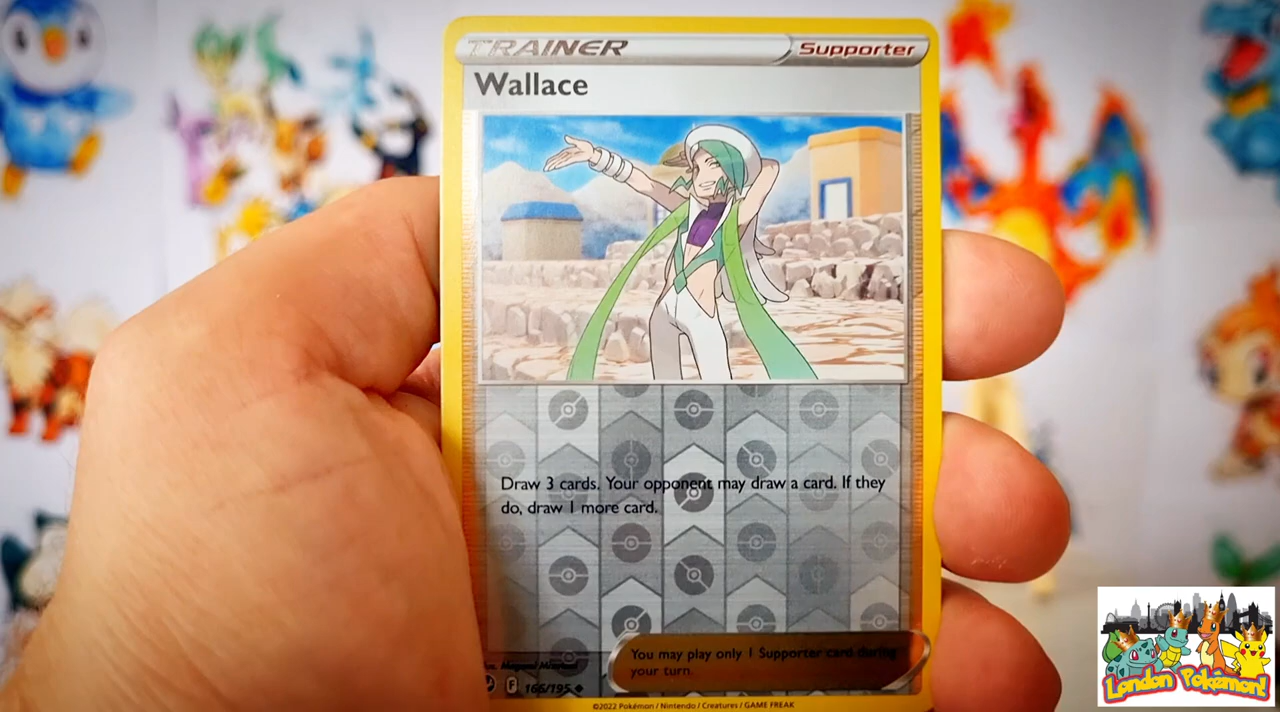 TRAINER
Supporter
Wallace
Draw 3 cards. Your opponent may draw a card. If they
do, draw 1 more card.
You may play only 1 Supporter card during
your turn.
F 166/195
©2022 Pokémon / Nintendo / Creatures / GAME FREAK
London Pokémon!